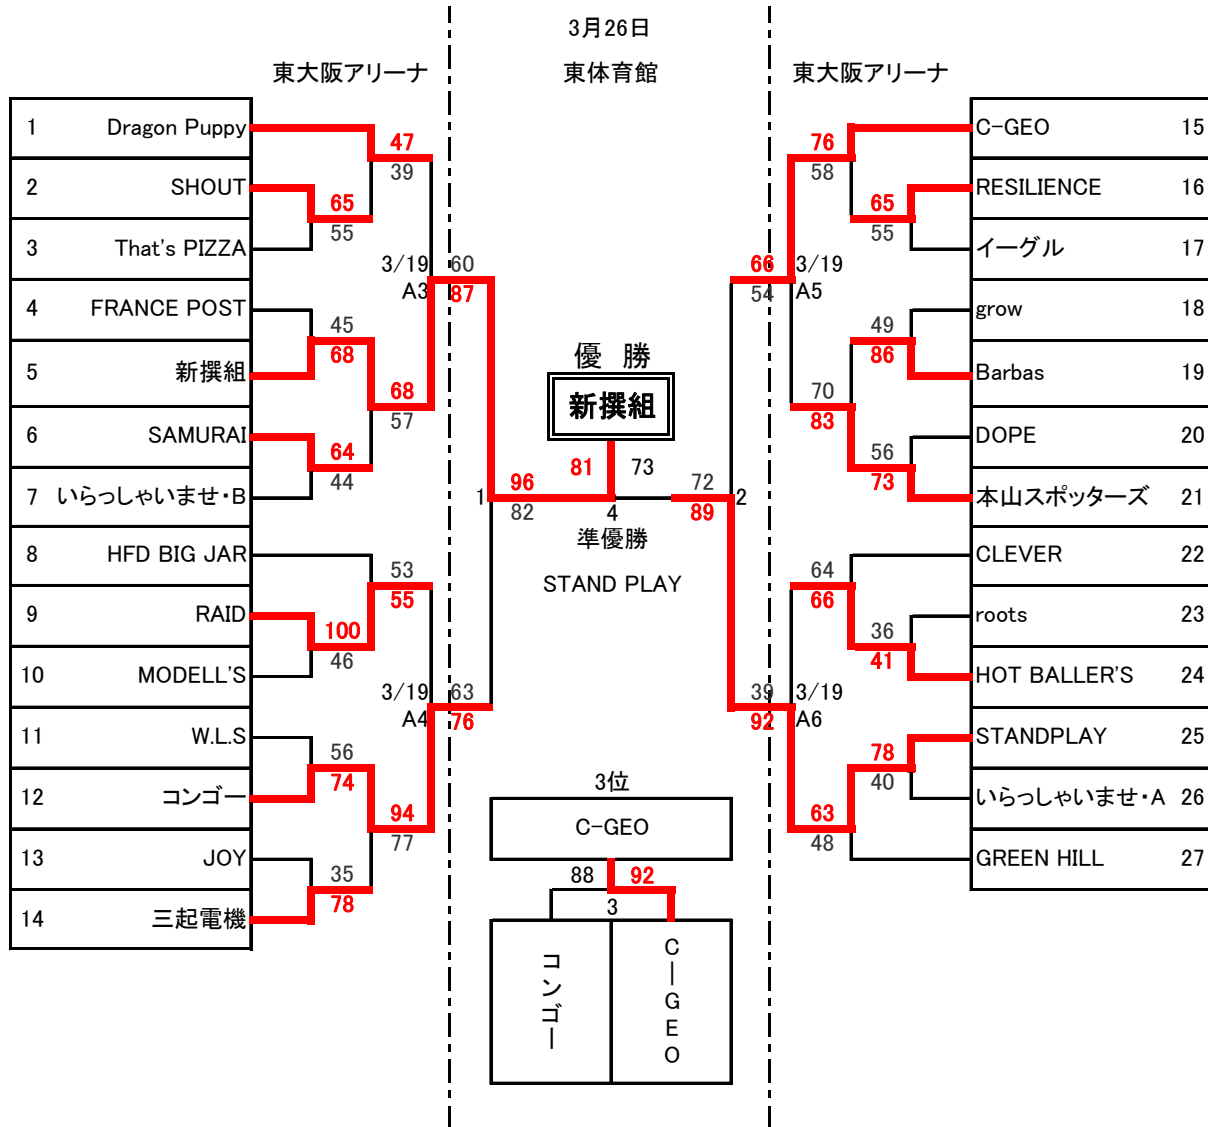 3月26日
東大阪アリーナ
東体育館
東大阪アリーナ
1 Dragon Puppy
2 SHOUT
3 That's PIZZA
4 FRANCE POST
5 新撰組
6 SAMURAI
7 いらっしゃいませ・B
8 HFD BIG JAR
9 RAID
10 MODELL'S
11 W.L.S
12 コンゴー
13 JOY
14 三起電機
47
39
65
55
3/19
A3
60
87
45
68
68
57
64
44
53
55
100
46
3/19
A4
63
76
56
74
94
77
35
78
1
96
82
優 勝
新撰組
81
73
4
準優勝
STAND PLAY
72
89
2
3位
C-GEO
88
92
3
コンゴー
C-GEO
66
54
3/19
A5
76
58
65
55
49
86
70
83
56
73
64
66
36
41
39
92
3/19
A6
78
40
63
48
C-GEO 15
RESILIENCE 16
イーグル 17
grow 18
Barbas 19
DOPE 20
本山スポッターズ 21
CLEVER 22
roots 23
HOT BALLER'S 24
STANDPLAY 25
いらっしゃいませ・A 26
GREEN HILL 27